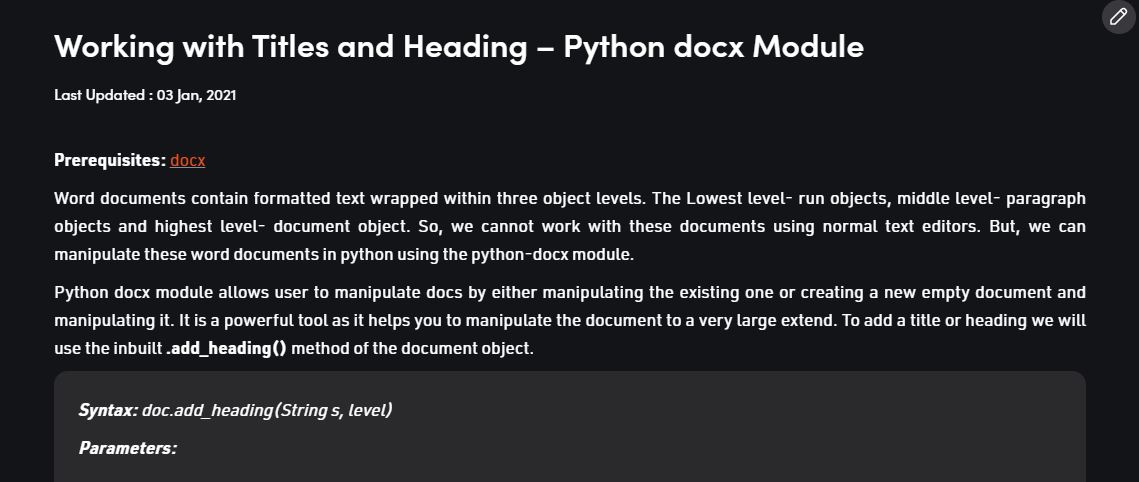 Working with Titles and Heading – Python docx Module
Last Updated : 03 Jan, 2021
Prerequisites: docx
Word documents contain formatted text wrapped within three object levels. The Lowest level- run objects, middle level- paragraph
objects and highest level- document object. So, we cannot work with these documents using normal text editors. But, we can
manipulate these word documents in python using the python-docx module.
Python docx module allows user to manipulate docs by either manipulating the existing one or creating a new empty document and
manipulating it. It is a powerful tool as it helps you to manipulate the document to a very large extend. To add a title or heading we will
use the inbuilt .add_heading() method of the document object.
Syntax: doc.add_heading(String s, level)
Parameters: